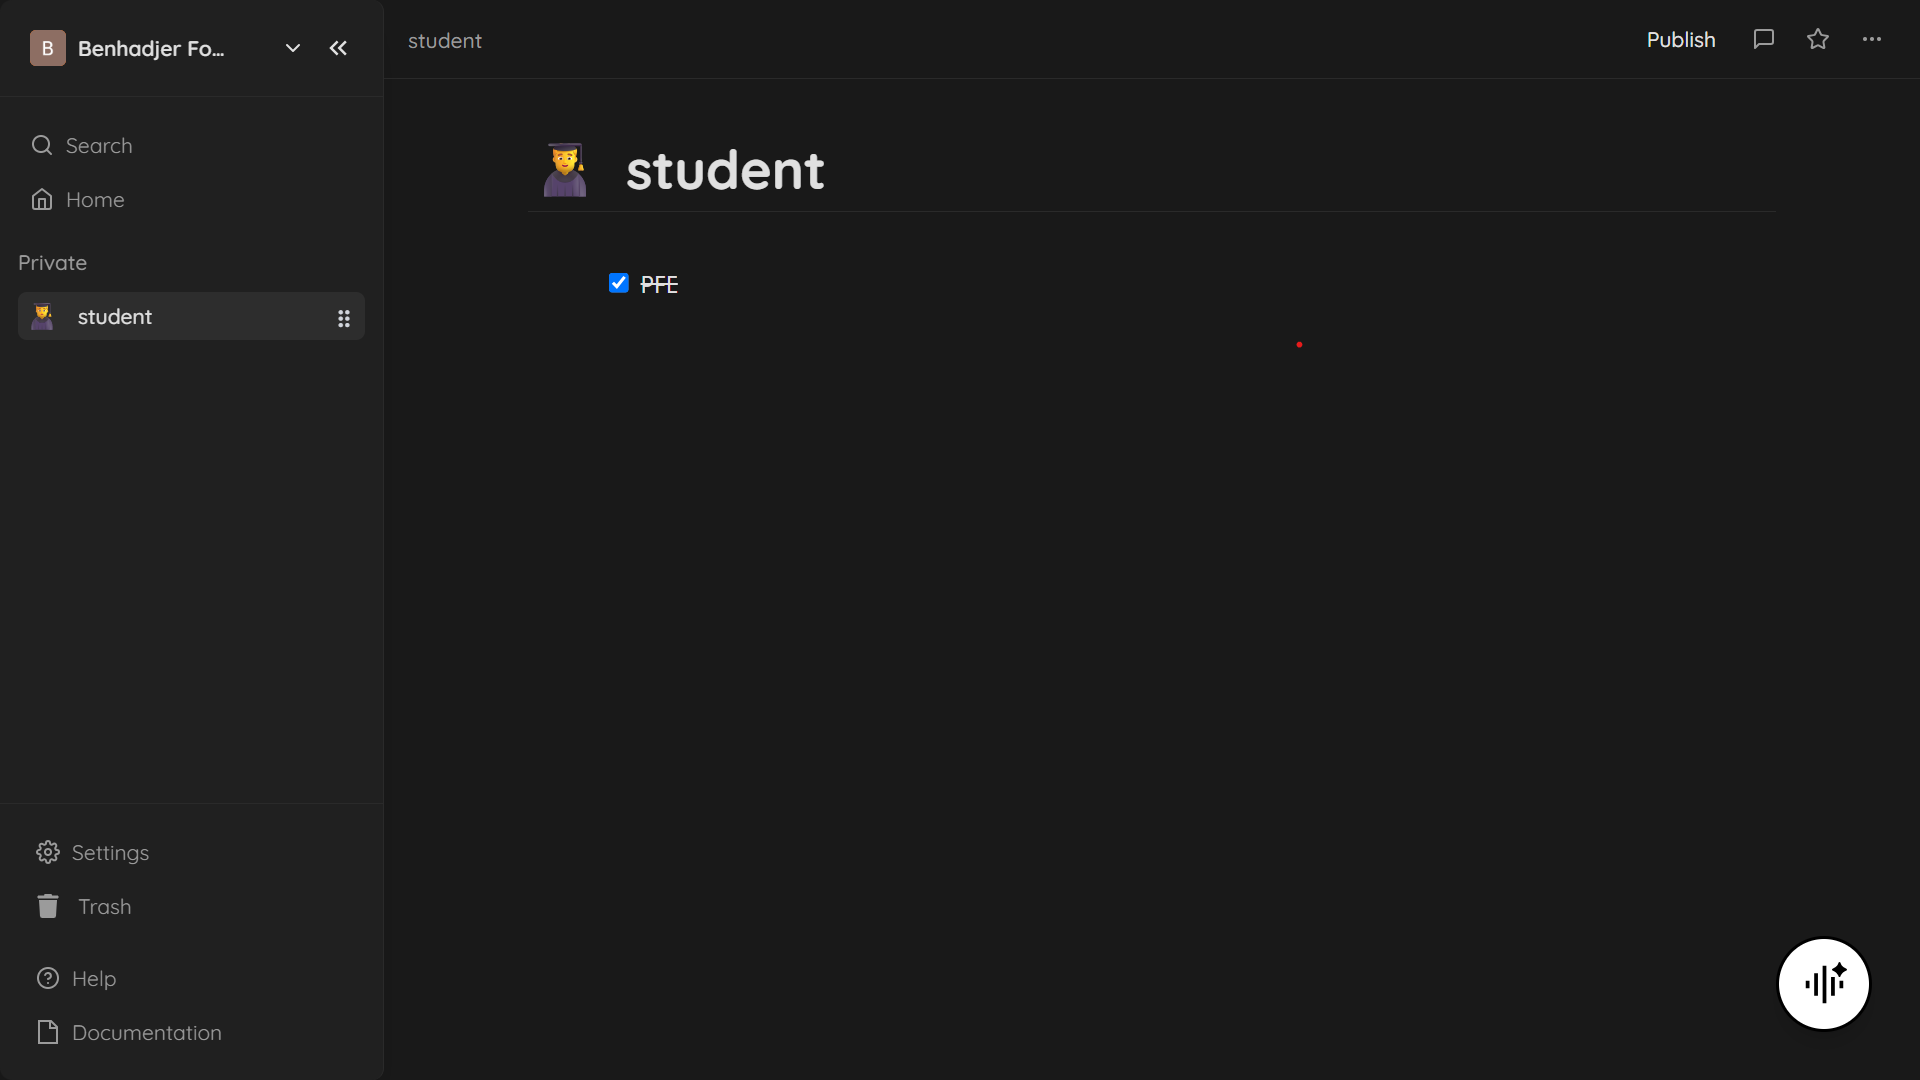 B Benhadjer Fo...
Search
Home
Private
student
Settings
Trash
Help
Documentation
student
Publish
student
PFE